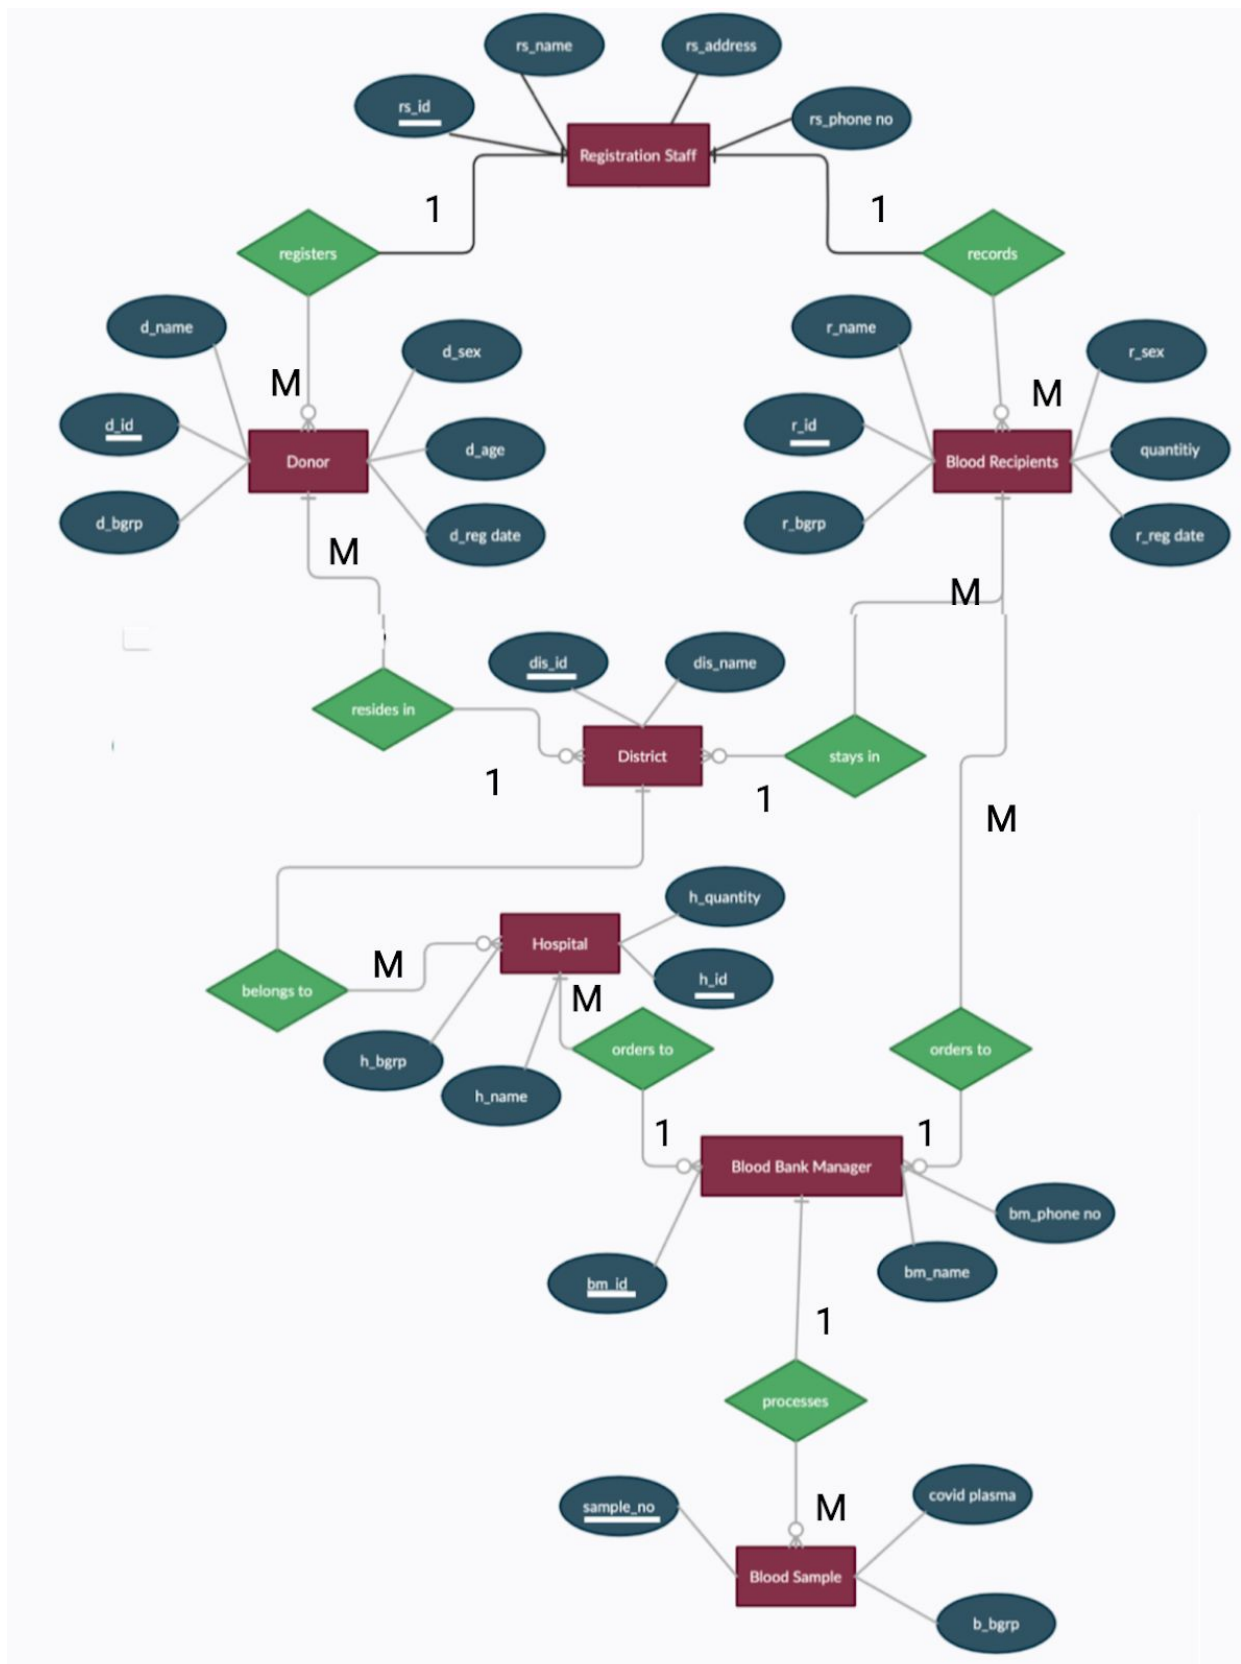 rs_name
rs_address
rs_id
rs_phone no
Registration Staff
1
1
registers
records
d_name
d_sex
r_name
r_sex
M
M
d_id
d_age
r_id
quantitiy
Donor
Blood Recipients
d_bgrp
d_reg date
r_bgrp
r_reg date
M
M
dis_id
dis_name
resides in
District
stays in
1
1
M
h_quantity
Hospital
M
h_id
belongs to
M
h_bgrp
orders to
orders to
h_name
1
1
Blood Bank Manager
bm_phone no
bm_id
bm_name
1
processes
sample_no
M
covid plasma
Blood Sample
b_bgrp